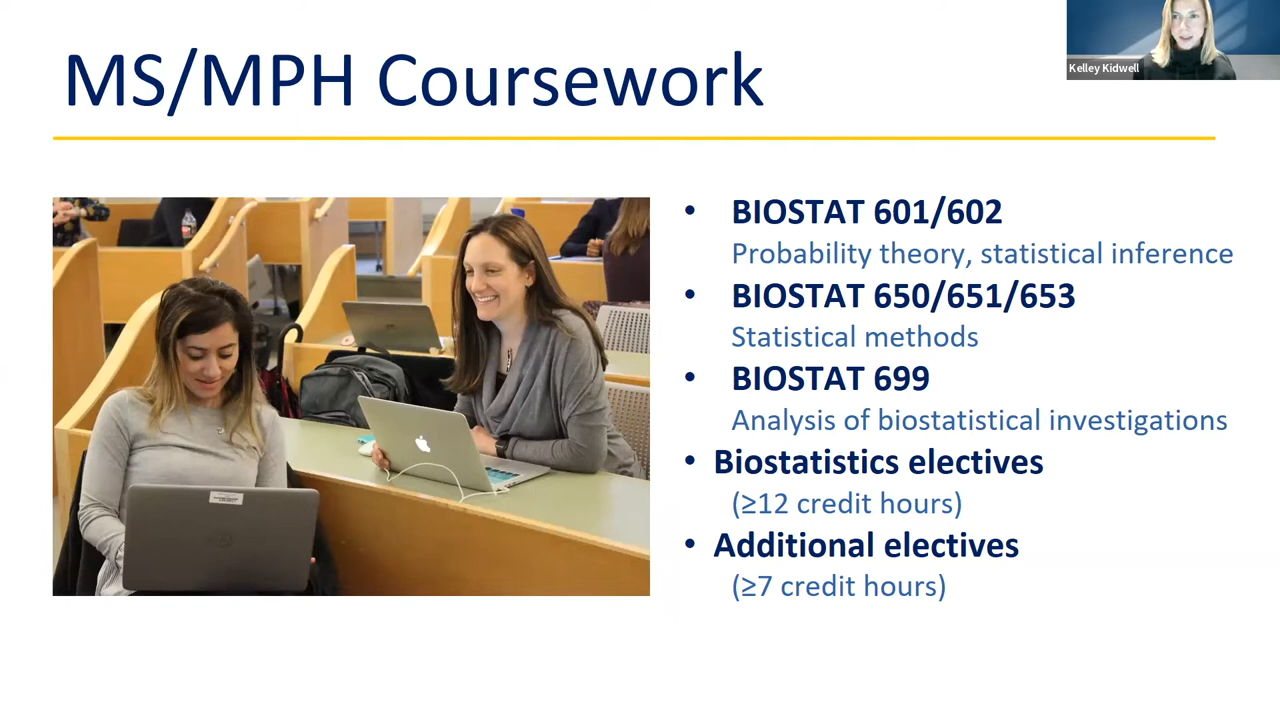 MS/MPH Coursework
Kelley Kidwell
• BIOSTAT 601/602
Probability theory, statistical inference
• BIOSTAT 650/651/653
Statistical methods
• BIOSTAT 699
Analysis of biostatistical investigations
• Biostatistics electives
(≥12 credit hours)
• Additional electives
(≥7 credit hours)